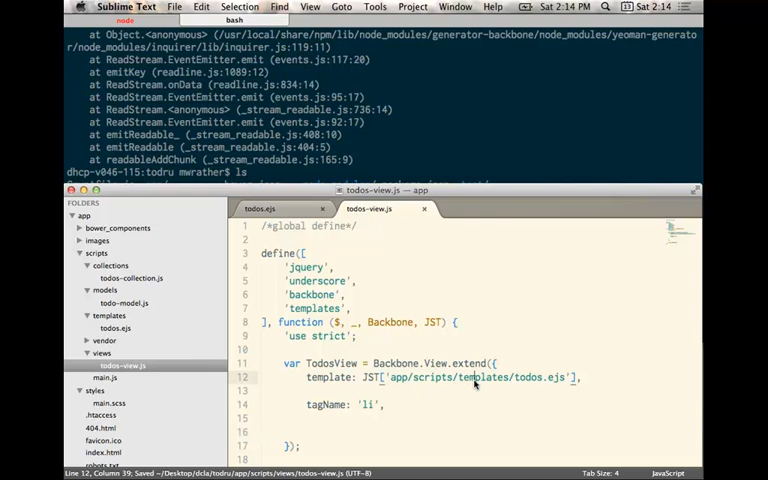 Sublime Text File Edit Selection Find View Goto Tools Project Window Help Sat 2:14 PM Sat 2:14
node bash
at Object.<anonymous> (/usr/local/share/npm/lib/node_modules/generator-backbone/node_modules/yeoman-generato
r/node_modules/inquirer/lib/inquirer.js:119:11)
at ReadStream.EventEmitter.emit (events.js:117:20)
at emitKey (readline.js:1089:12)
at ReadStream.onData (readline.js:834:14)
at ReadStream.EventEmitter.emit (events.js:95:17)
at ReadStream.<anonymous> (_stream_readable.js:736:14)
at ReadStream.EventEmitter.emit (events.js:92:17)
at emitReadable_ (_stream_readable.js:408:10)
at emitReadable (_stream_readable.js:404:5)
at readableAddChunk (_stream_readable.js:165:9)
dhcp-v046-115:todru mwrather$ ls
todos-view.js — app
FOLDERS
app
bower_components
images
scripts
collections
todos-collection.js
models
todo-model.js
templates
todos.ejs
vendor
views
todos-view.js
main.js
styles
main.scss
.htaccess
404.html
favicon.ico
index.html
robots.txt
todos.ejs × todos-view.js ×
1 /*global define*/
2
3 define([
4 'jquery',
5 'underscore',
6 'backbone',
7 'templates',
8 ], function ($, _, Backbone, JST) {
9 'use strict';
10
11 var TodosView = Backbone.View.extend({
12 template: JST['app/scripts/templates/todos.ejs'],
13
14 tagName: 'li',
15
16
17 });
18
Line 12, Column 39; Saved ~/Desktop/dcla/todru/app/scripts/views/todos-view.js (UTF-8) Tab Size: 4 JavaScript